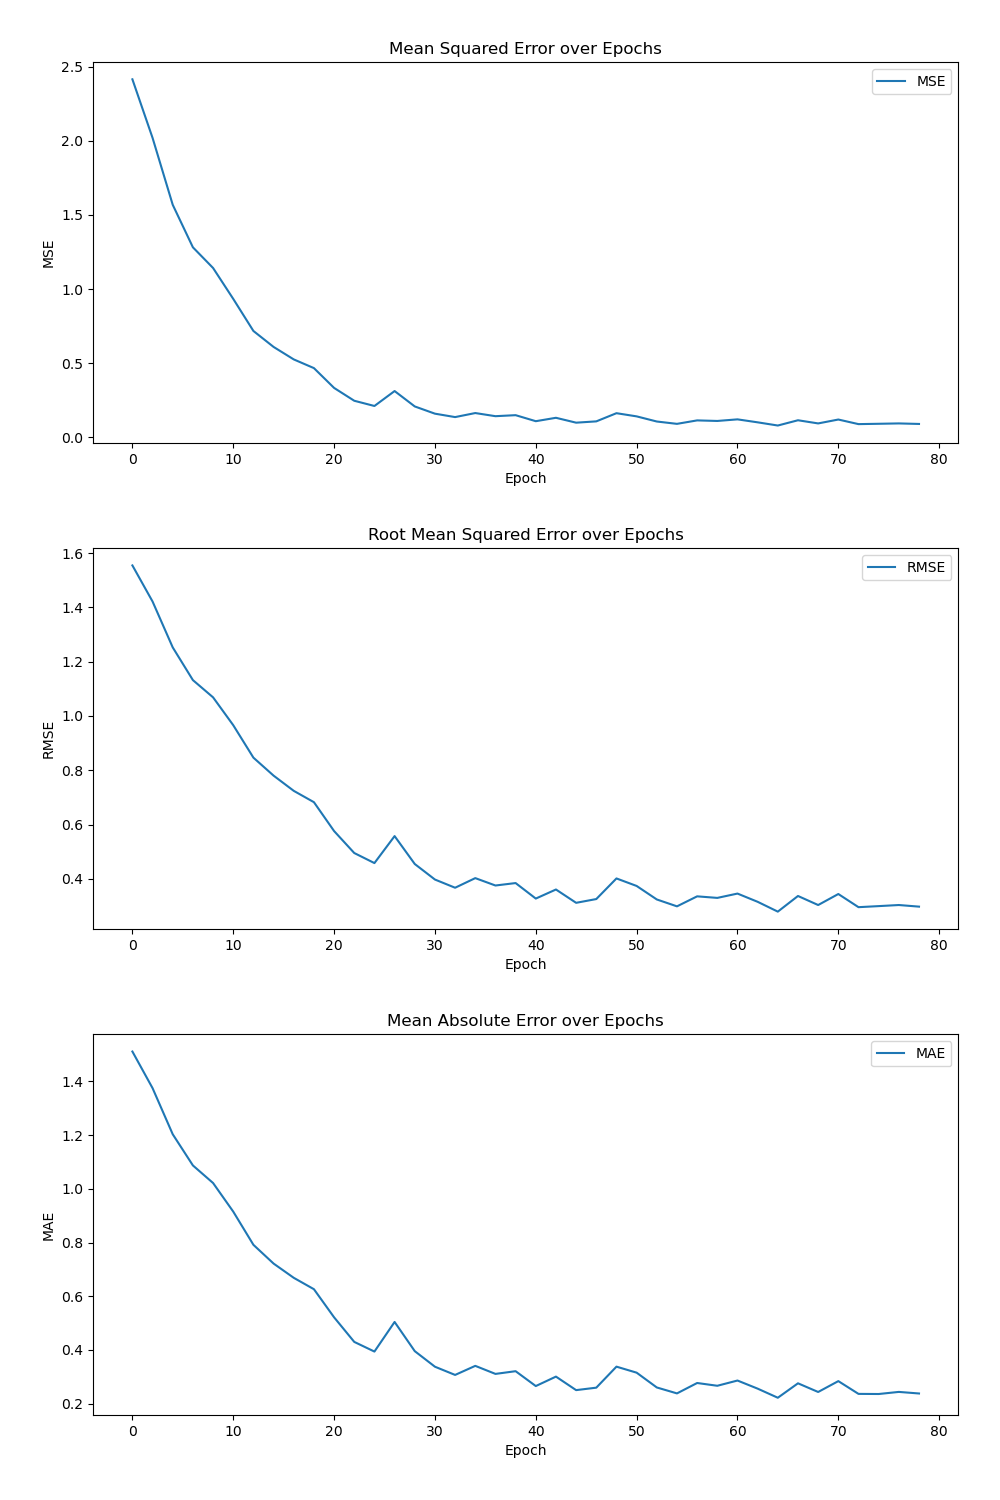 Mean Squared Error over Epochs
2.5
2.0
1.5
1.0
0.5
0.0
MSE
MSE
0 10 20 30 40 50 60 70 80
Epoch
Root Mean Squared Error over Epochs
1.6
1.4
1.2
1.0
0.8
0.6
0.4
RMSE
RMSE
0 10 20 30 40 50 60 70 80
Epoch
Mean Absolute Error over Epochs
1.4
1.2
1.0
0.8
0.6
0.4
0.2
MAE
MAE
0 10 20 30 40 50 60 70 80
Epoch